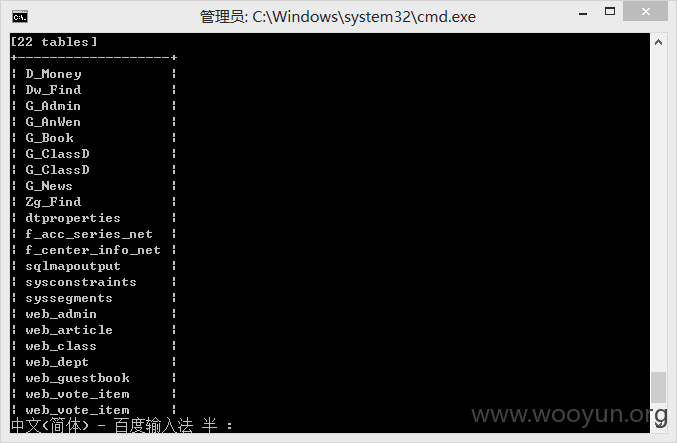 管理员: C:\Windows\system32\cmd.exe
[22 tables]
+--------------------+
| D_Money |
| Dw_Find |
| G_Admin |
| G_AnWen |
| G_Book |
| G_ClassD |
| G_ClassD |
| G_News |
| Zg_Find |
| dtproperties |
| f_acc_series_net |
| f_center_info_net |
| sqlmapoutput |
| sysconstraints |
| syssegments |
| web_admin |
| web_article |
| web_class |
| web_dept |
| web_guestbook |
| web_vote_item |
| web_vote_item |
中文(简体) - 百度输入法 半 :
www.wooyun.org